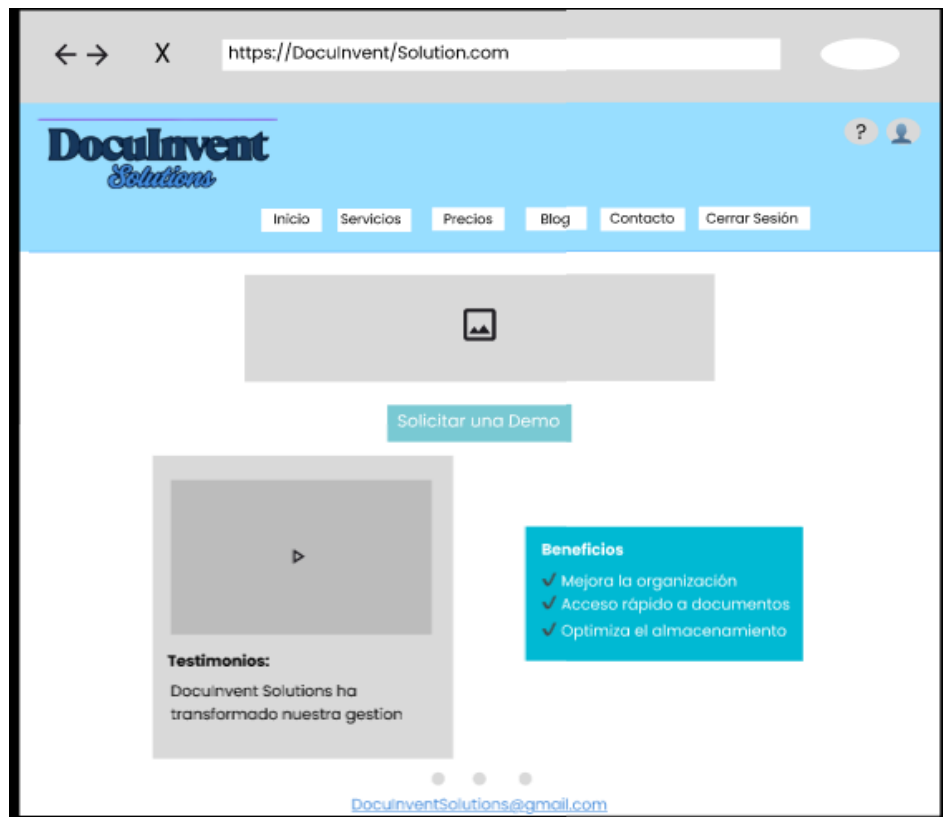 X
https://DocuInvent/Solution.com
DocuInvent
Solutions
?
Inicio Servicios Precios Blog Contacto Cerrar Sesión
Solicitar una Demo
Beneficios
✓ Mejora la organización
✓ Acceso rápido a documentos
✓ Optimiza el almacenamiento
Testimonios:
DocuInvent Solutions ha
transformado nuestra gestion
DocuInventSolutions@gmail.com